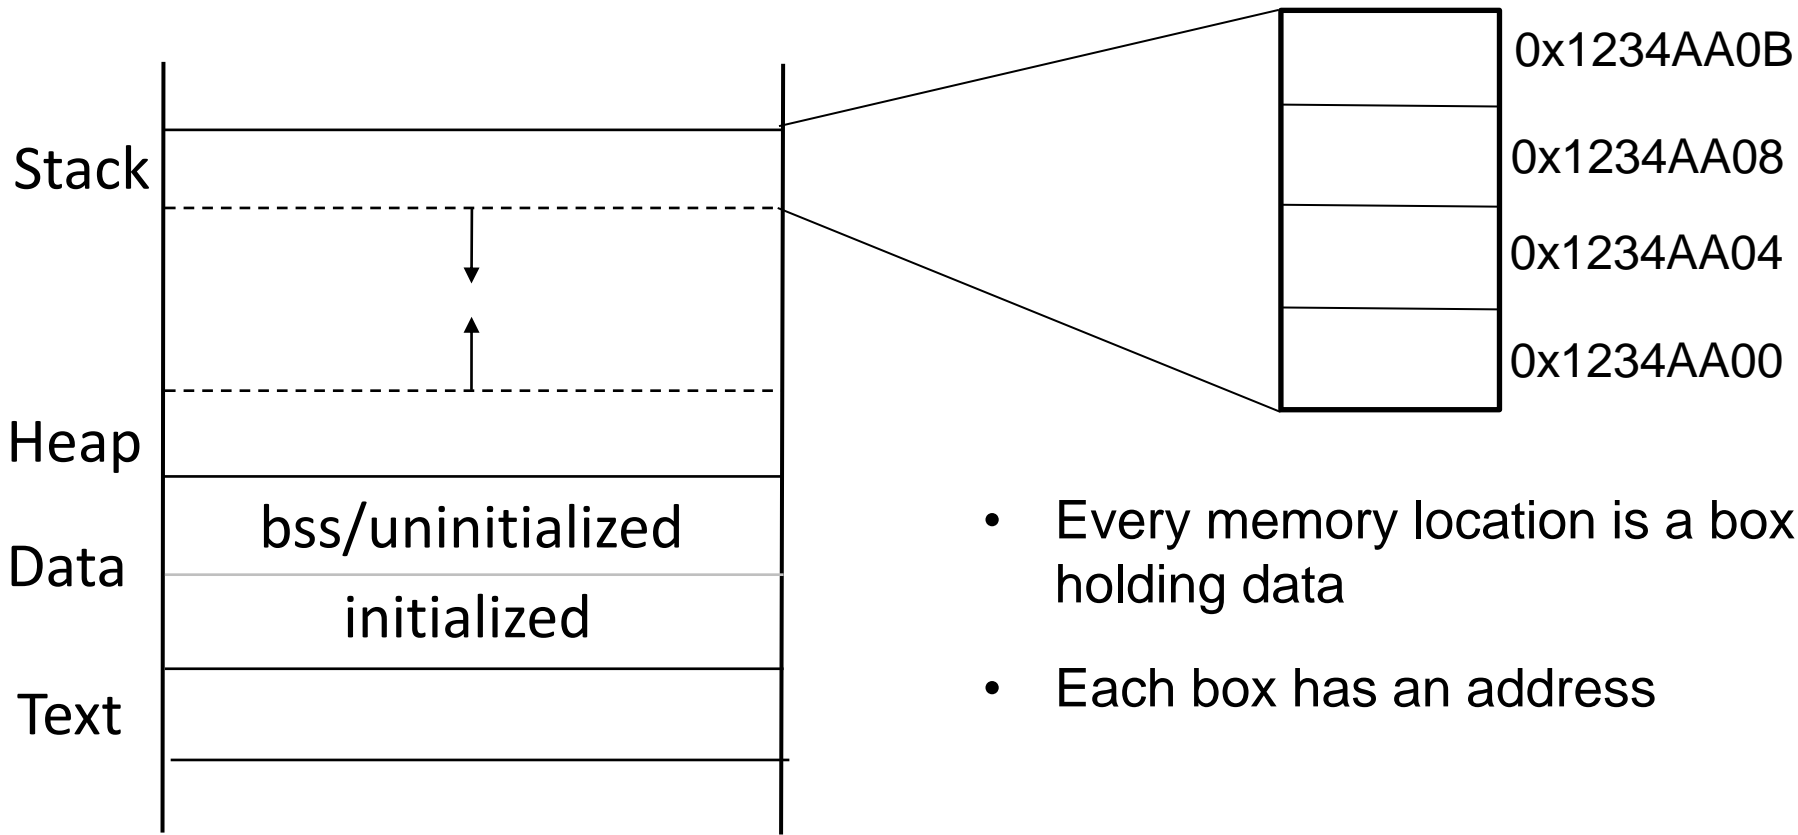 Stack
Heap
bss/uninitialized
Data
initialized
Text
0x1234AA0B
0x1234AA08
0x1234AA04
0x1234AA00
• Every memory location is a box
holding data
• Each box has an address